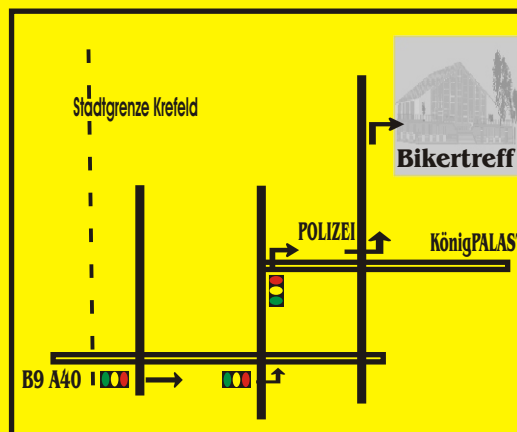 Stadtgrenze Krefeld
Bikertreff
POLIZEI
KönigPALAST
B9 A40